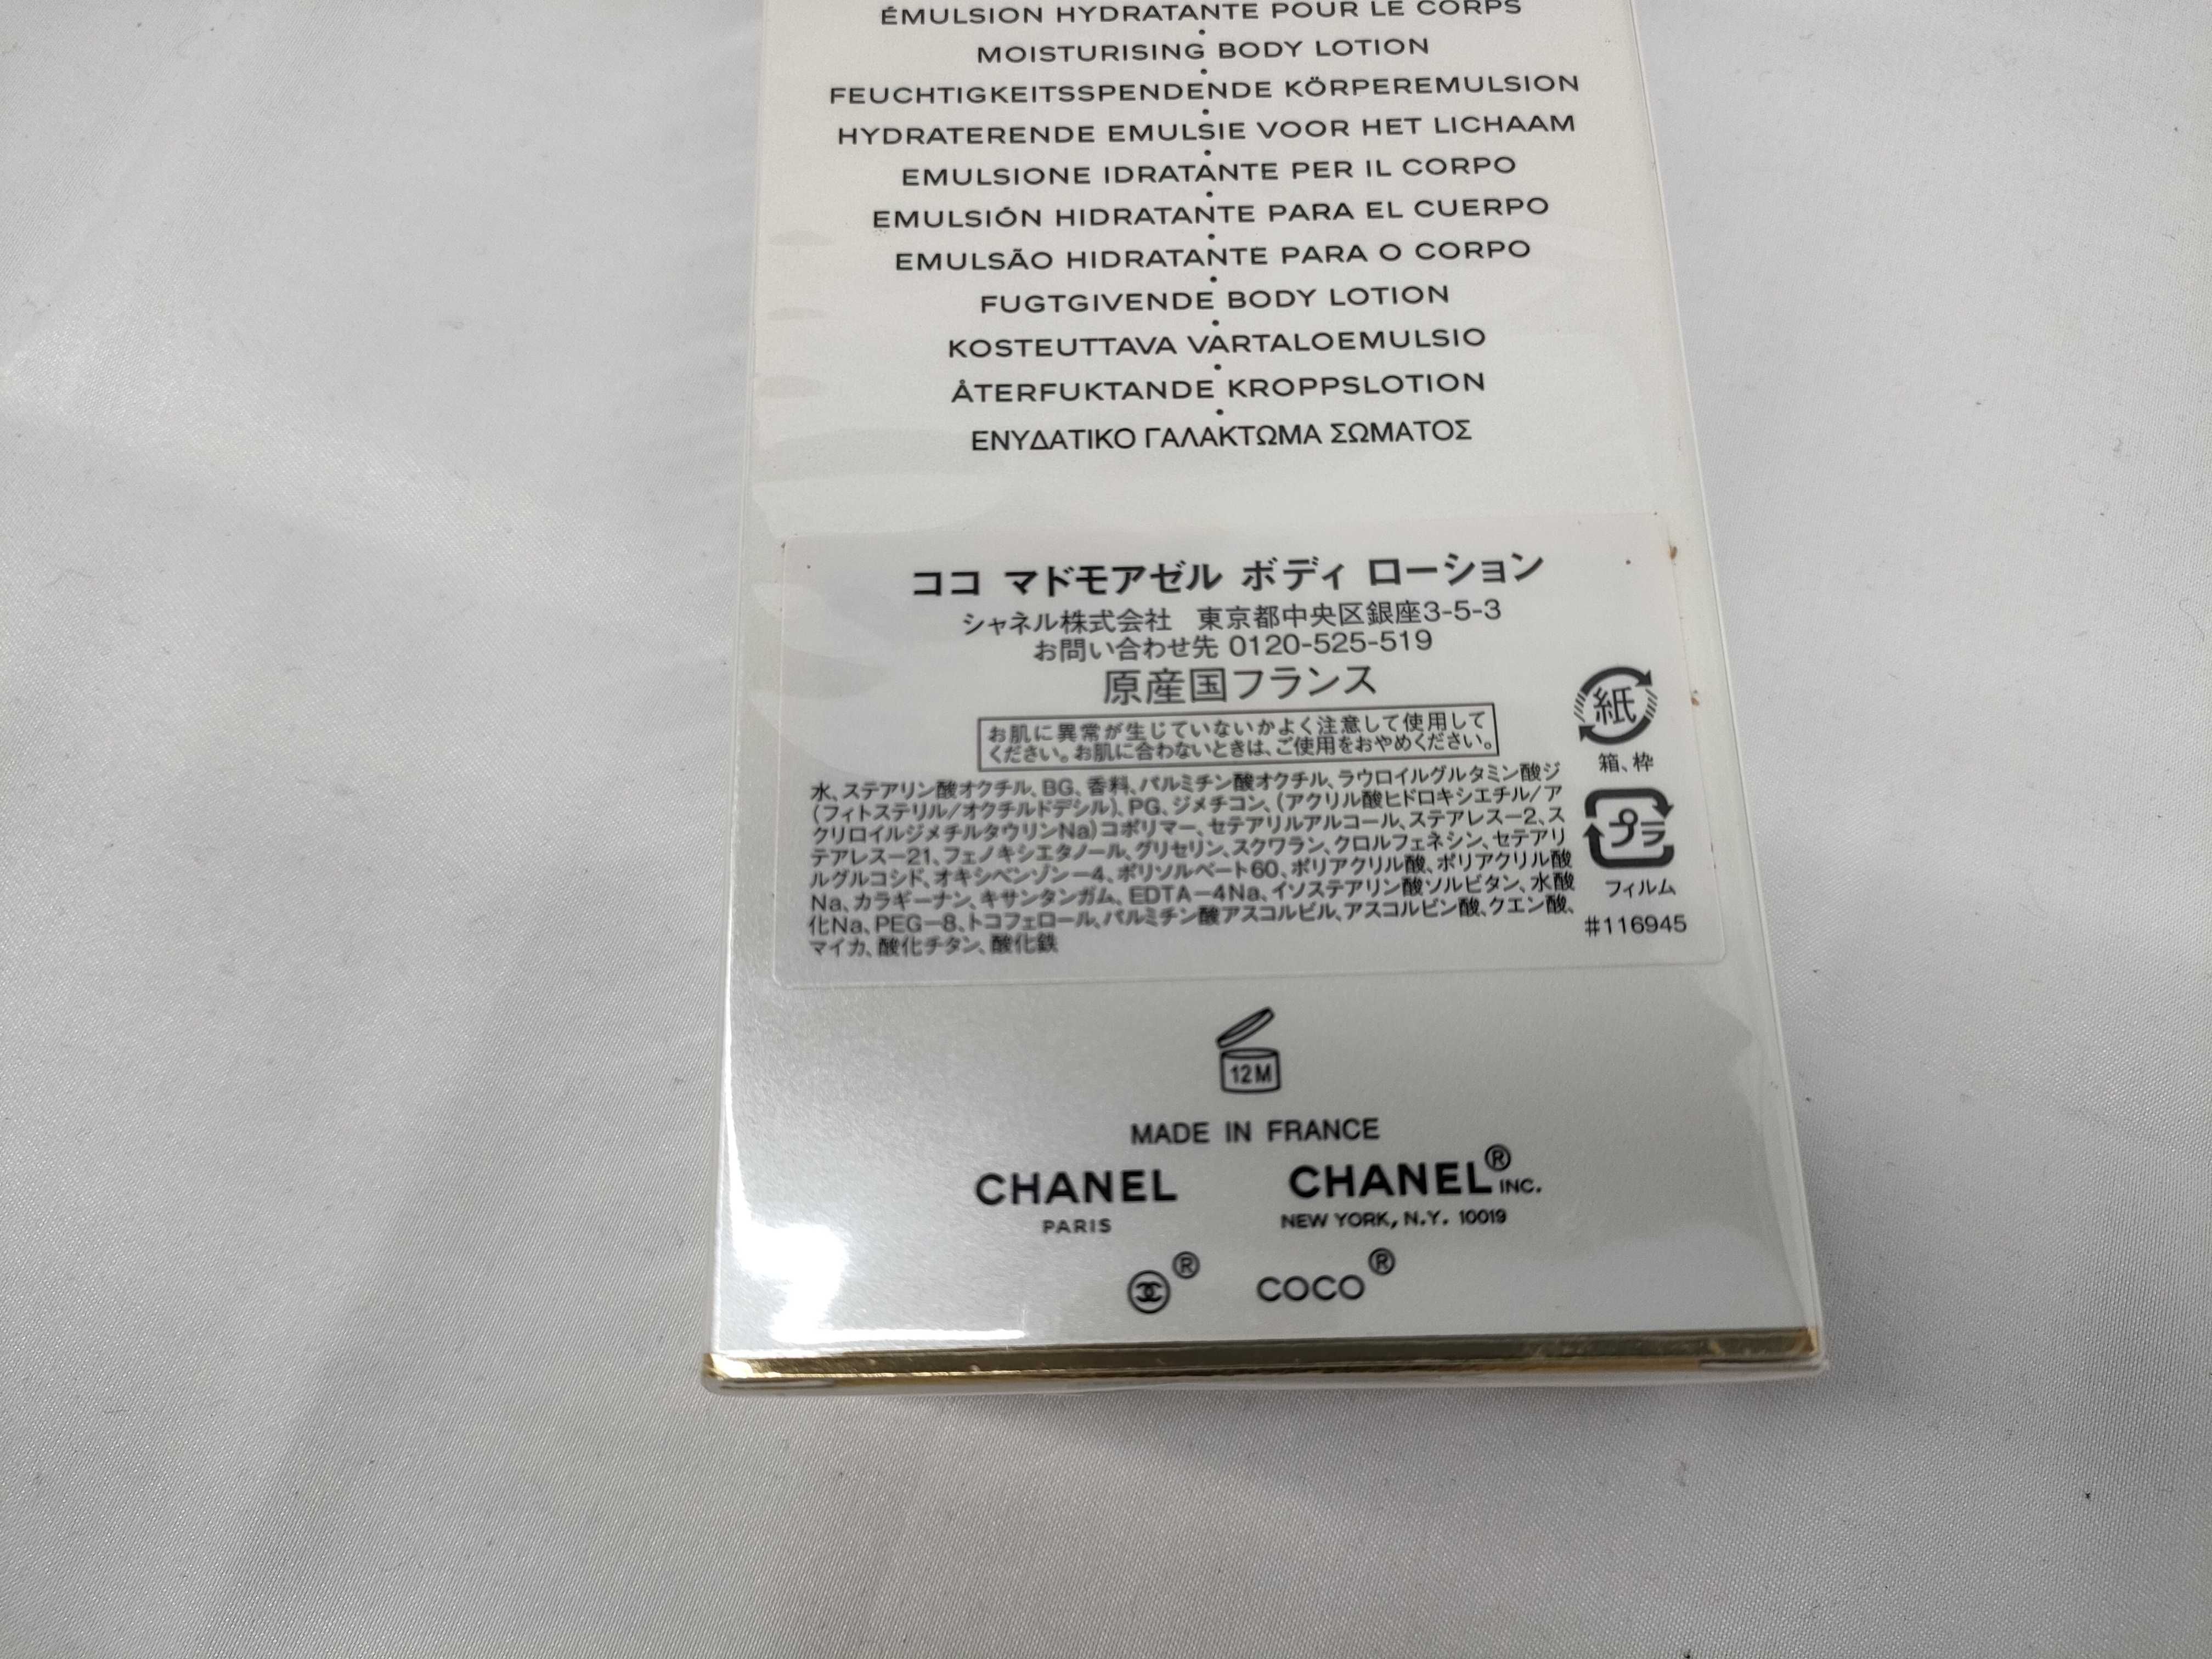 ÉMULSION HYDRATANTE POUR LE CORPS
•
MOISTURISING BODY LOTION
•
FEUCHTIGKEITSSPENDENDE KÖRPEREMULSION
•
HYDRATERENDE EMULSIE VOOR HET LICHAAM
•
EMULSIONE IDRATANTE PER IL CORPO
•
EMULSIÓN HIDRATANTE PARA EL CUERPO
•
EMULSÃO HIDRATANTE PARA O CORPO
•
FUGTGIVENDE BODY LOTION
•
KOSTEUTTAVA VARTALOEMULSIO
•
ÅTERFUKTANDE KROPPSLOTION
•
ΕΝΥΔΑΤΙΚΟ ΓΑΛΑΚΤΩΜΑ ΣΩΜΑΤΟΣ
ココ マドモアゼル ボディ ローション
シャネル株式会社 東京都中央区銀座3-5-3
お問い合わせ先 0120-525-519
原産国フランス
お肌に異常が生じていないかよく注意して使用して
ください。お肌に合わないときは、ご使用をおやめください。
水、ステアリン酸オクチル、BG、香料、パルミチン酸オクチル、ラウロイルグルタミン酸ジ
(フィトステリル/オクチルドデシル)、PG、ジメチコン、(アクリル酸ヒドロキシエチル/ア
クリロイルジメチルタウリンNa)コポリマー、セテアリルアルコール、ステアレス－2、ス
テアレス－21、フェノキシエタノール、グリセリン、スクワラン、クロルフェネシン、セテアリ
ルグルコシド、オキシベンゾン－4、ポリソルベート60、ポリアクリル酸、ポリアクリル酸
Na、カラギーナン、キサンタンガム、EDTA－4Na、イソステアリン酸ソルビタン、水酸
化Na、PEG－8、トコフェロール、パルミチン酸アスコルビル、アスコルビン酸、クエン酸、
マイカ、酸化チタン、酸化鉄
紙
箱、枠
プラ
フィルム
#116945
12M
MADE IN FRANCE
CHANEL
PARIS
CHANEL® INC.
NEW YORK, N.Y. 10019
®
COCO®